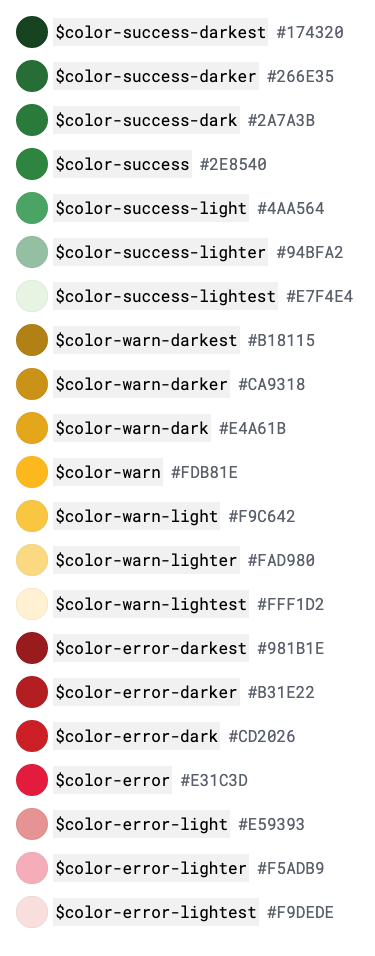 $color-success-darkest #174320
$color-success-darker #266E35
$color-success-dark #2A7A3B
$color-success #2E8540
$color-success-light #4AA564
$color-success-lighter #94BFA2
$color-success-lightest #E7F4E4
$color-warn-darkest #B18115
$color-warn-darker #CA9318
$color-warn-dark #E4A61B
$color-warn #FDB81E
$color-warn-light #F9C642
$color-warn-lighter #FAD980
$color-warn-lightest #FFF1D2
$color-error-darkest #981B1E
$color-error-darker #B31E22
$color-error-dark #CD2026
$color-error #E31C3D
$color-error-light #E59393
$color-error-lighter #F5ADB9
$color-error-lightest #F9DEDE